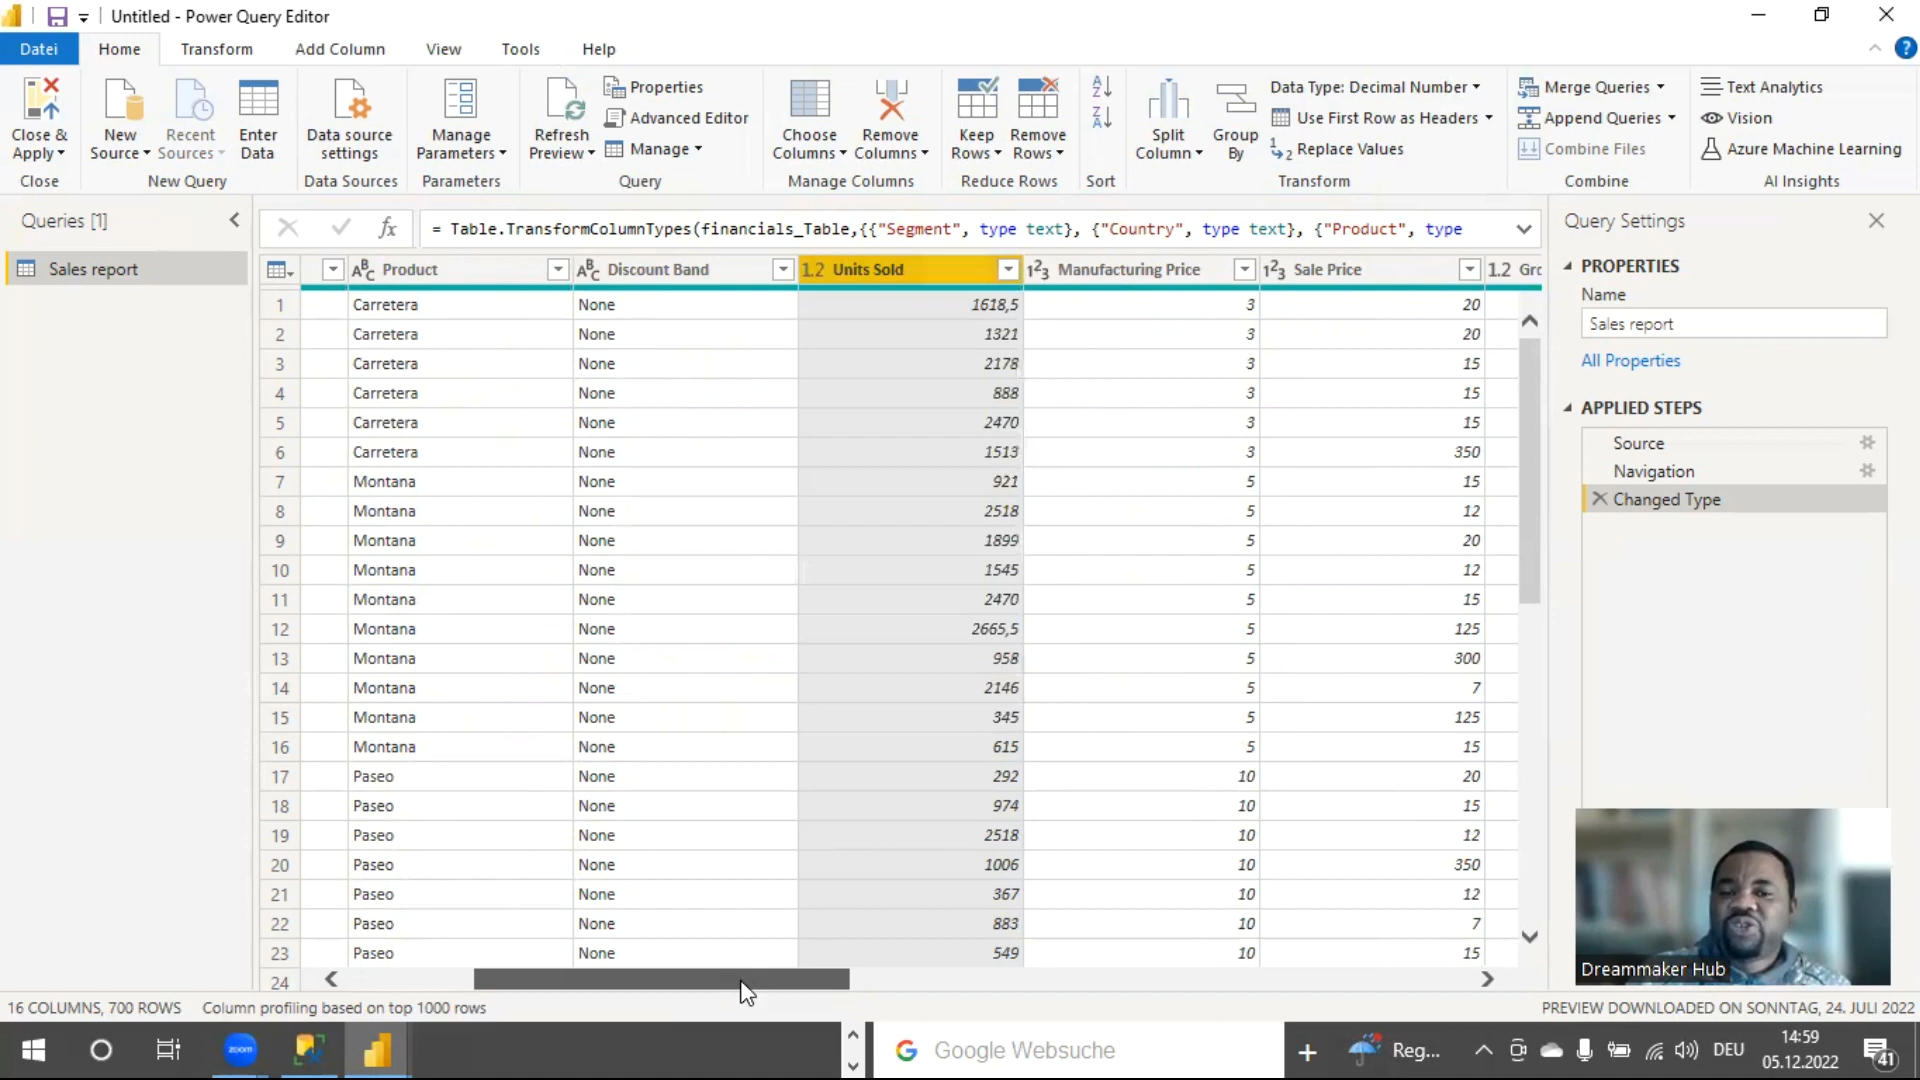 Untitled - Power Query Editor
Datei Home Transform Add Column View Tools Help
Close & Apply
New Source
Recent Sources
Enter Data
Data source settings
Manage Parameters
Refresh Preview
Properties
Advanced Editor
Manage
Choose Columns
Remove Columns
Keep Rows
Remove Rows
Split Column
Group By
Data Type: Decimal Number
Use First Row as Headers
Replace Values
Merge Queries
Append Queries
Combine Files
Text Analytics
Vision
Azure Machine Learning
Close New Query Data Sources Parameters Query Manage Columns Reduce Rows Sort Transform Combine AI Insights
Queries [1]
Sales report
fx = Table.TransformColumnTypes(financials_Table,{{"Segment", type text}, {"Country", type text}, {"Product", type
ABC Product ABC Discount Band 1.2 Units Sold 123 Manufacturing Price 123 Sale Price 1.2 Grc
1 Carretera None 1618,5 3 20
2 Carretera None 1321 3 20
3 Carretera None 2178 3 15
4 Carretera None 888 3 15
5 Carretera None 2470 3 15
6 Carretera None 1513 3 350
7 Montana None 921 5 15
8 Montana None 2518 5 12
9 Montana None 1899 5 20
10 Montana None 1545 5 12
11 Montana None 2470 5 15
12 Montana None 2665,5 5 125
13 Montana None 958 5 300
14 Montana None 2146 5 7
15 Montana None 345 5 125
16 Montana None 615 5 15
17 Paseo None 292 10 20
18 Paseo None 974 10 15
19 Paseo None 2518 10 12
20 Paseo None 1006 10 350
21 Paseo None 367 10 12
22 Paseo None 883 10 7
23 Paseo None 549 10 15
24
Query Settings
PROPERTIES
Name
Sales report
All Properties
APPLIED STEPS
Source
Navigation
Changed Type
Dreammaker Hub
16 COLUMNS, 700 ROWS Column profiling based on top 1000 rows PREVIEW DOWNLOADED ON SONNTAG, 24. JULI 2022
zoom
Google Websuche
Reg...
DEU
14:59
05.12.2022
41